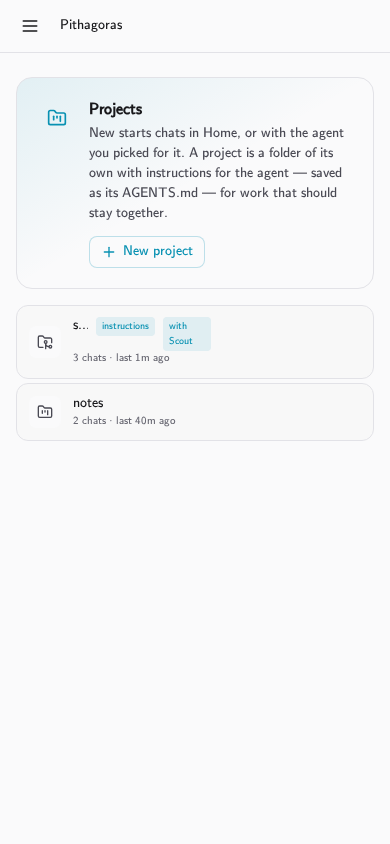 Pithagoras
Projects
New starts chats in Home, or with the agent
you picked for it. A project is a folder of its
own with instructions for the agent — saved
as its AGENTS.md — for work that should
stay together.
New project
s… instructions with
Scout
3 chats · last 1m ago
notes
2 chats · last 40m ago